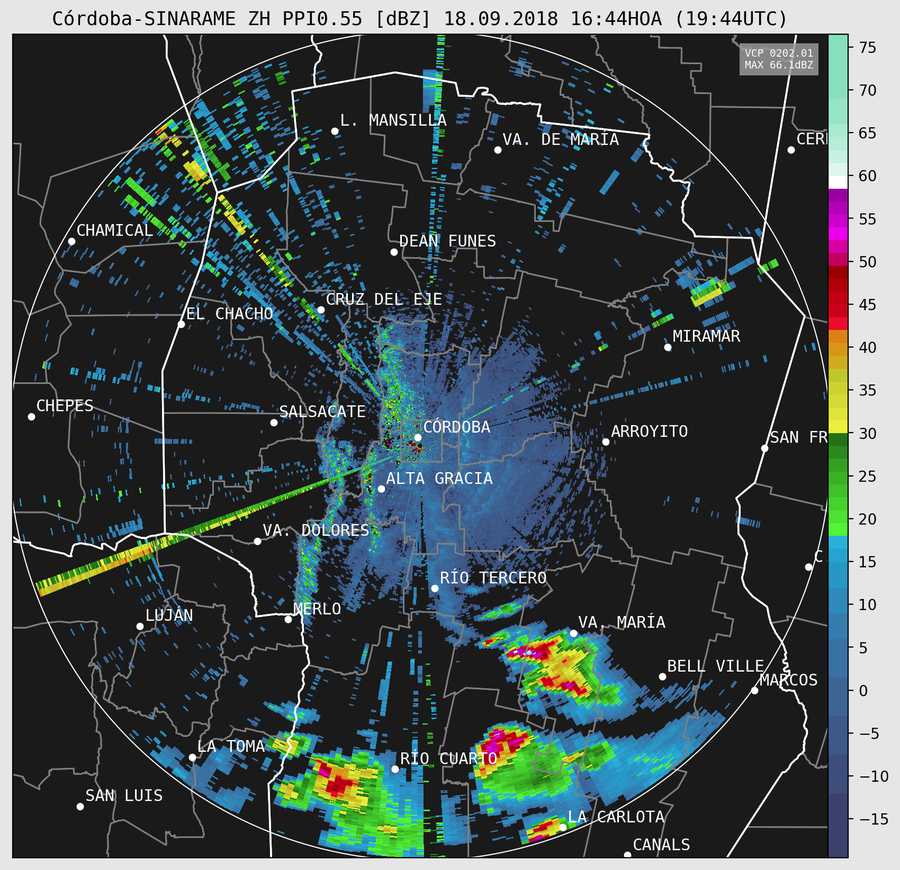 Córdoba-SINARAME ZH PPI0.55 [dBZ] 18.09.2018 16:44HOA (19:44UTC)
VCP 0202.01
MAX 66.1dBZ
75
70
65
60
55
50
45
40
35
30
25
20
15
10
5
0
−5
−10
−15
L. MANSILLA
VA. DE MARÍA
CER
CHAMICAL
DEAN FUNES
CRUZ DEL EJE
EL CHACHO
MIRAMAR
CHEPES
SALSACATE
CÓRDOBA
ARROYITO
SAN FR
ALTA GRACIA
VA. DOLORES
C
RÍO TERCERO
LUJÁN
MERLO
VA. MARÍA
BELL VILLE
MARCOS
LA TOMA
RÍO CUARTO
SAN LUIS
LA CARLOTA
CANALS